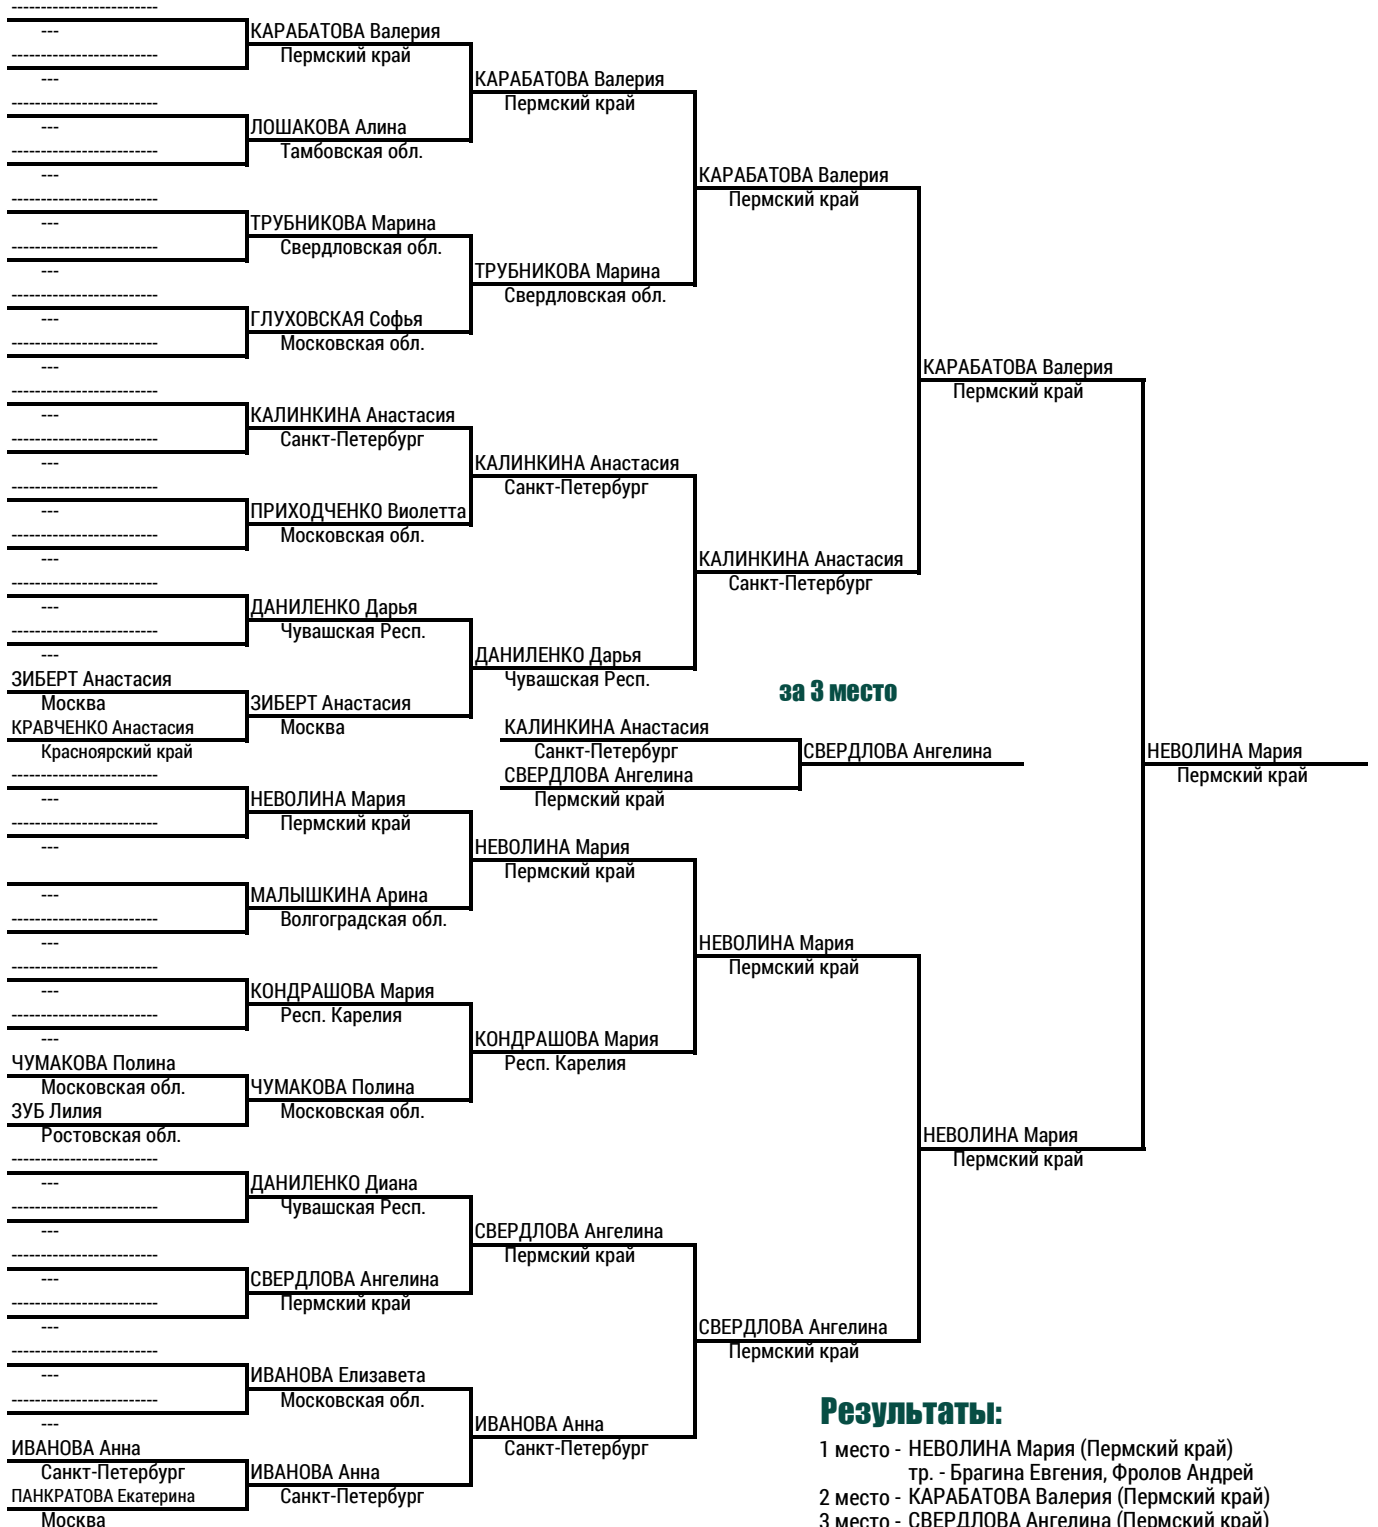 --------------------------
---
--------------------------
---
--------------------------
---
--------------------------
---
--------------------------
---
--------------------------
---
--------------------------
---
--------------------------
---
--------------------------
---
--------------------------
---
--------------------------
---
--------------------------
---
--------------------------
---
--------------------------
---
ЗИБЕРТ Анастасия
Москва
КРАВЧЕНКО Анастасия
Красноярский край
--------------------------
---
--------------------------
---
---
--------------------------
---
--------------------------
---
--------------------------
---
ЧУМАКОВА Полина
Московская обл.
ЗУБ Лилия
Ростовская обл.
--------------------------
---
--------------------------
---
--------------------------
---
--------------------------
---
--------------------------
---
--------------------------
---
ИВАНОВА Анна
Санкт-Петербург
ПАНКРАТОВА Екатерина
Москва
КАРАБАТОВА Валерия
Пермский край
ЛОШАКОВА Алина
Тамбовская обл.
ТРУБНИКОВА Марина
Свердловская обл.
ГЛУХОВСКАЯ Софья
Московская обл.
КАЛИНКИНА Анастасия
Санкт-Петербург
ПРИХОДЧЕНКО Виолетта
Московская обл.
ДАНИЛЕНКО Дарья
Чувашская Респ.
ЗИБЕРТ Анастасия
Москва
НЕВОЛИНА Мария
Пермский край
МАЛЫШКИНА Арина
Волгоградская обл.
КОНДРАШОВА Мария
Респ. Карелия
ЧУМАКОВА Полина
Московская обл.
ДАНИЛЕНКО Диана
Чувашская Респ.
СВЕРДЛОВА Ангелина
Пермский край
ИВАНОВА Елизавета
Московская обл.
ИВАНОВА Анна
Санкт-Петербург
КАРАБАТОВА Валерия
Пермский край
ТРУБНИКОВА Марина
Свердловская обл.
КАЛИНКИНА Анастасия
Санкт-Петербург
ДАНИЛЕНКО Дарья
Чувашская Респ.
НЕВОЛИНА Мария
Пермский край
КОНДРАШОВА Мария
Респ. Карелия
СВЕРДЛОВА Ангелина
Пермский край
ИВАНОВА Анна
Санкт-Петербург
КАРАБАТОВА Валерия
Пермский край
КАЛИНКИНА Анастасия
Санкт-Петербург
НЕВОЛИНА Мария
Пермский край
СВЕРДЛОВА Ангелина
Пермский край
КАРАБАТОВА Валерия
Пермский край
НЕВОЛИНА Мария
Пермский край
НЕВОЛИНА Мария
Пермский край
за 3 место
КАЛИНКИНА Анастасия
Санкт-Петербург
СВЕРДЛОВА Ангелина
Пермский край
СВЕРДЛОВА Ангелина
Результаты:
1 место - НЕВОЛИНА Мария (Пермский край)
тр. - Брагина Евгения, Фролов Андрей
2 место - КАРАБАТОВА Валерия (Пермский край)
3 место - СВЕРДЛОВА Ангелина (Пермский край)